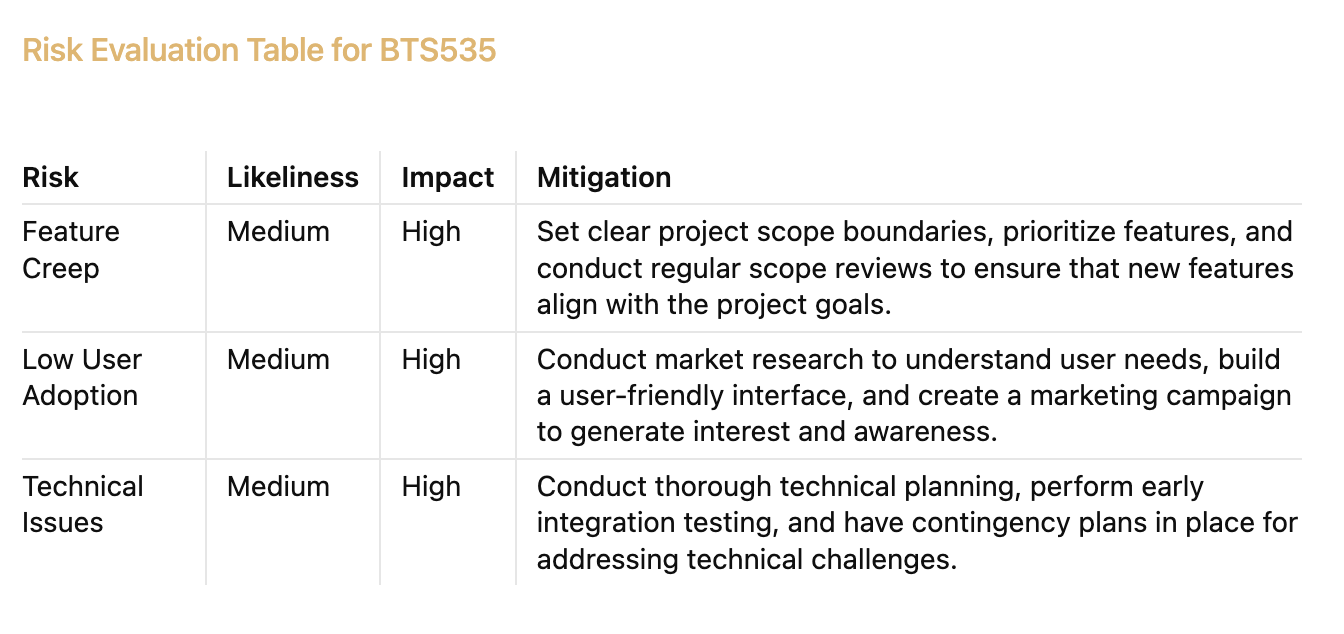 Risk Evaluation Table for BTS535
Risk Likeliness Impact Mitigation
Feature Medium High Set clear project scope boundaries, prioritize features, and
Creep conduct regular scope reviews to ensure that new features
align with the project goals.
Low User Medium High Conduct market research to understand user needs, build
Adoption a user-friendly interface, and create a marketing campaign
to generate interest and awareness.
Technical Medium High Conduct thorough technical planning, perform early
Issues integration testing, and have contingency plans in place for
addressing technical challenges.